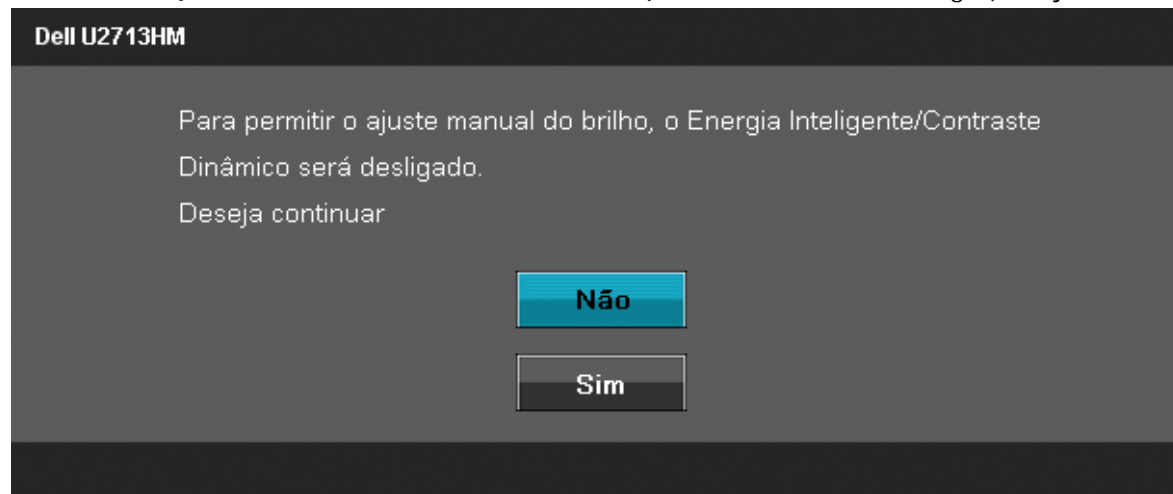 Dell U2713HM
Para permitir o ajuste manual do brilho, o Energia Inteligente/Contraste
Dinâmico será desligado.
Deseja continuar
Não
Sim